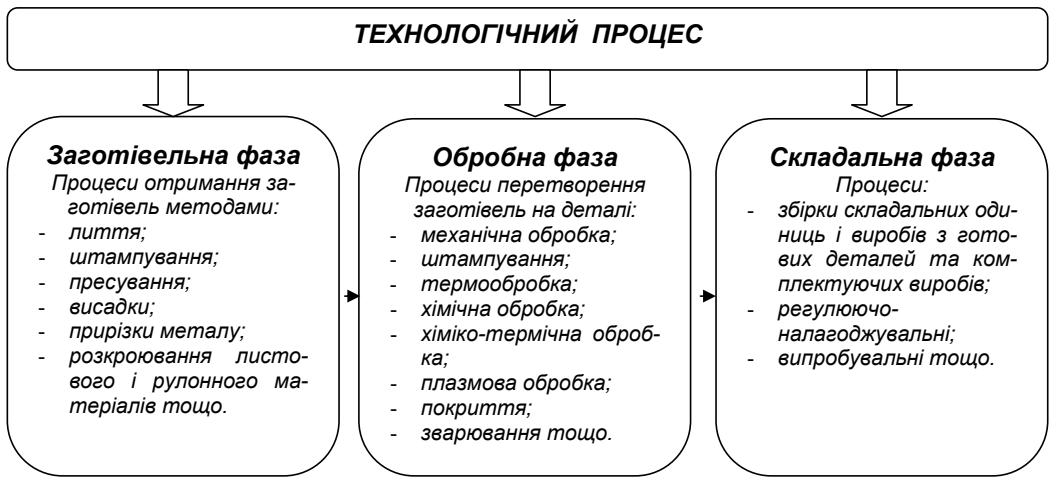 ТЕХНОЛОГІЧНИЙ ПРОЦЕС
Заготівельна фаза
Процеси отримання за-
готівель методами:
- лиття;
- штампування;
- пресування;
- висадки;
- прирізки металу;
- розкроювання листо-
вого і рулонного ма-
теріалів тощо.
Обробна фаза
Процеси перетворення
заготівель на деталі:
- механічна обробка;
- штампування;
- термообробка;
- хімічна обробка;
- хіміко-термічна оброб-
ка;
- плазмова обробка;
- покриття;
- зварювання тощо.
Складальна фаза
Процеси:
- збірки складальних оди-
ниць і виробів з гото-
вих деталей та ком-
плектуючих виробів;
- регулюючо-
налагоджувальні;
- випробувальні тощо.